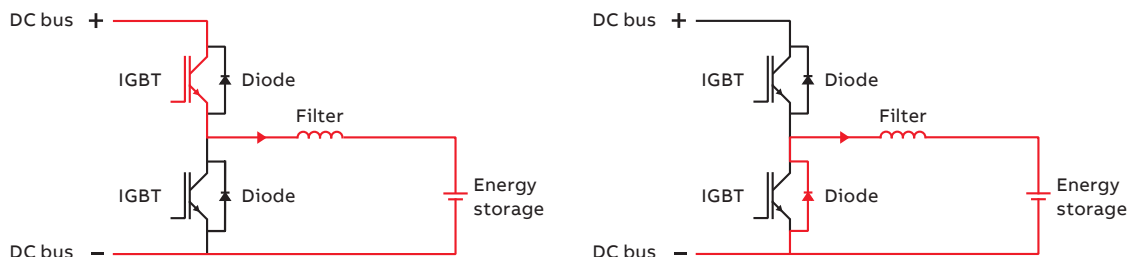 DC bus +
IGBT
Diode
Filter
IGBT
Diode
Energy
storage
DC bus –
DC bus +
IGBT
Diode
Filter
IGBT
Diode
Energy
storage
DC bus –